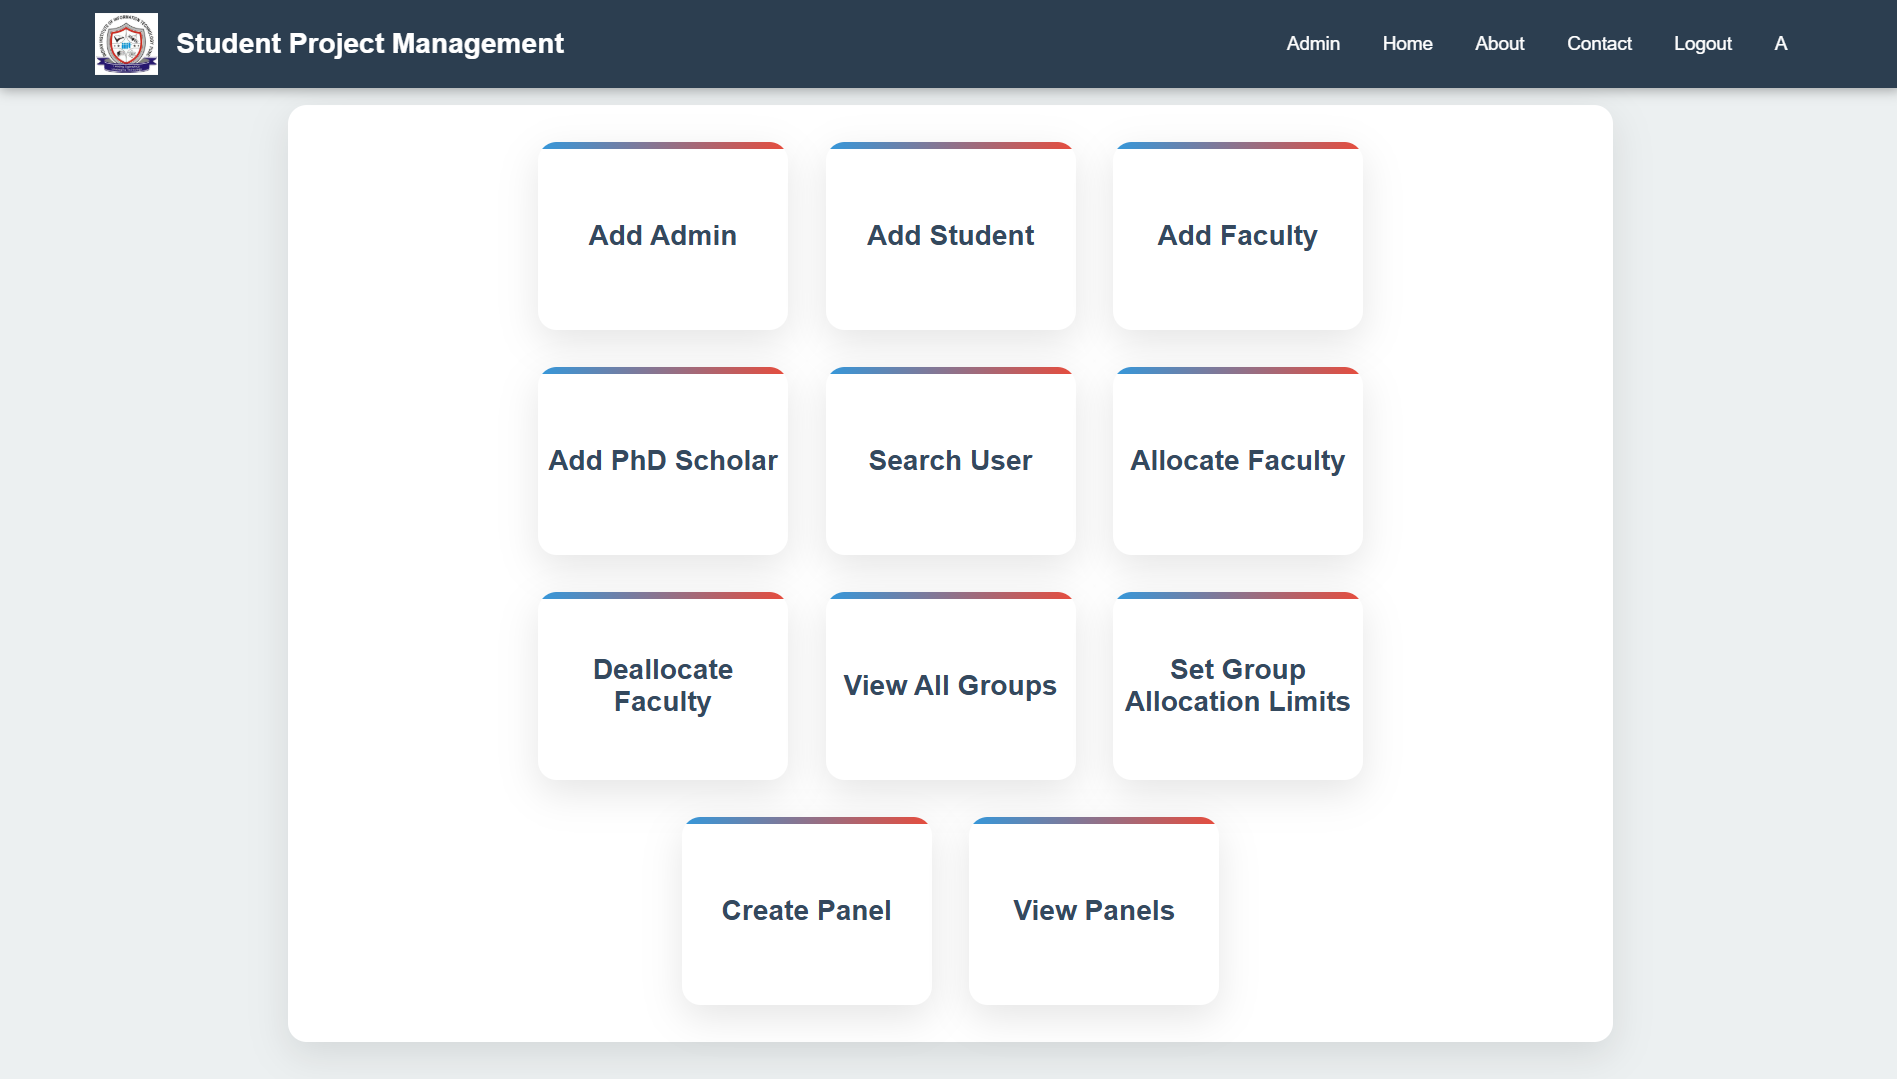 Student Project Management
Admin
Home
About
Contact
Logout
A
Add Admin
Add Student
Add Faculty
Add PhD Scholar
Search User
Allocate Faculty
Deallocate
Faculty
View All Groups
Set Group
Allocation Limits
Create Panel
View Panels